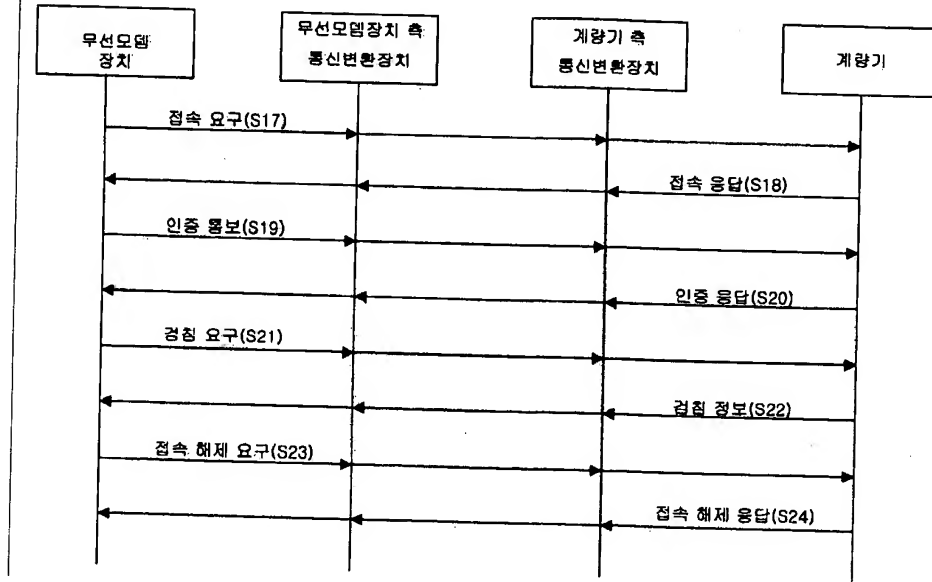 무선모뎀
장치
무선모뎀장치 측
통신변환장치
계량기 측
통신변환장치
계량기
접속 요구(S17)
접속 응답(S18)
인증 통보(S19)
인증 응답(S20)
검침 요구(S21)
검침 정보(S22)
접속 해제 요구(S23)
접속 해제 응답(S24)